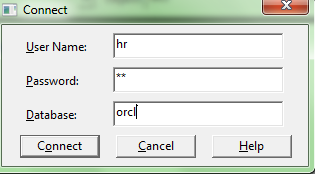 Connect
User Name: hr
Password: **
Database: orcl
Connect Cancel Help